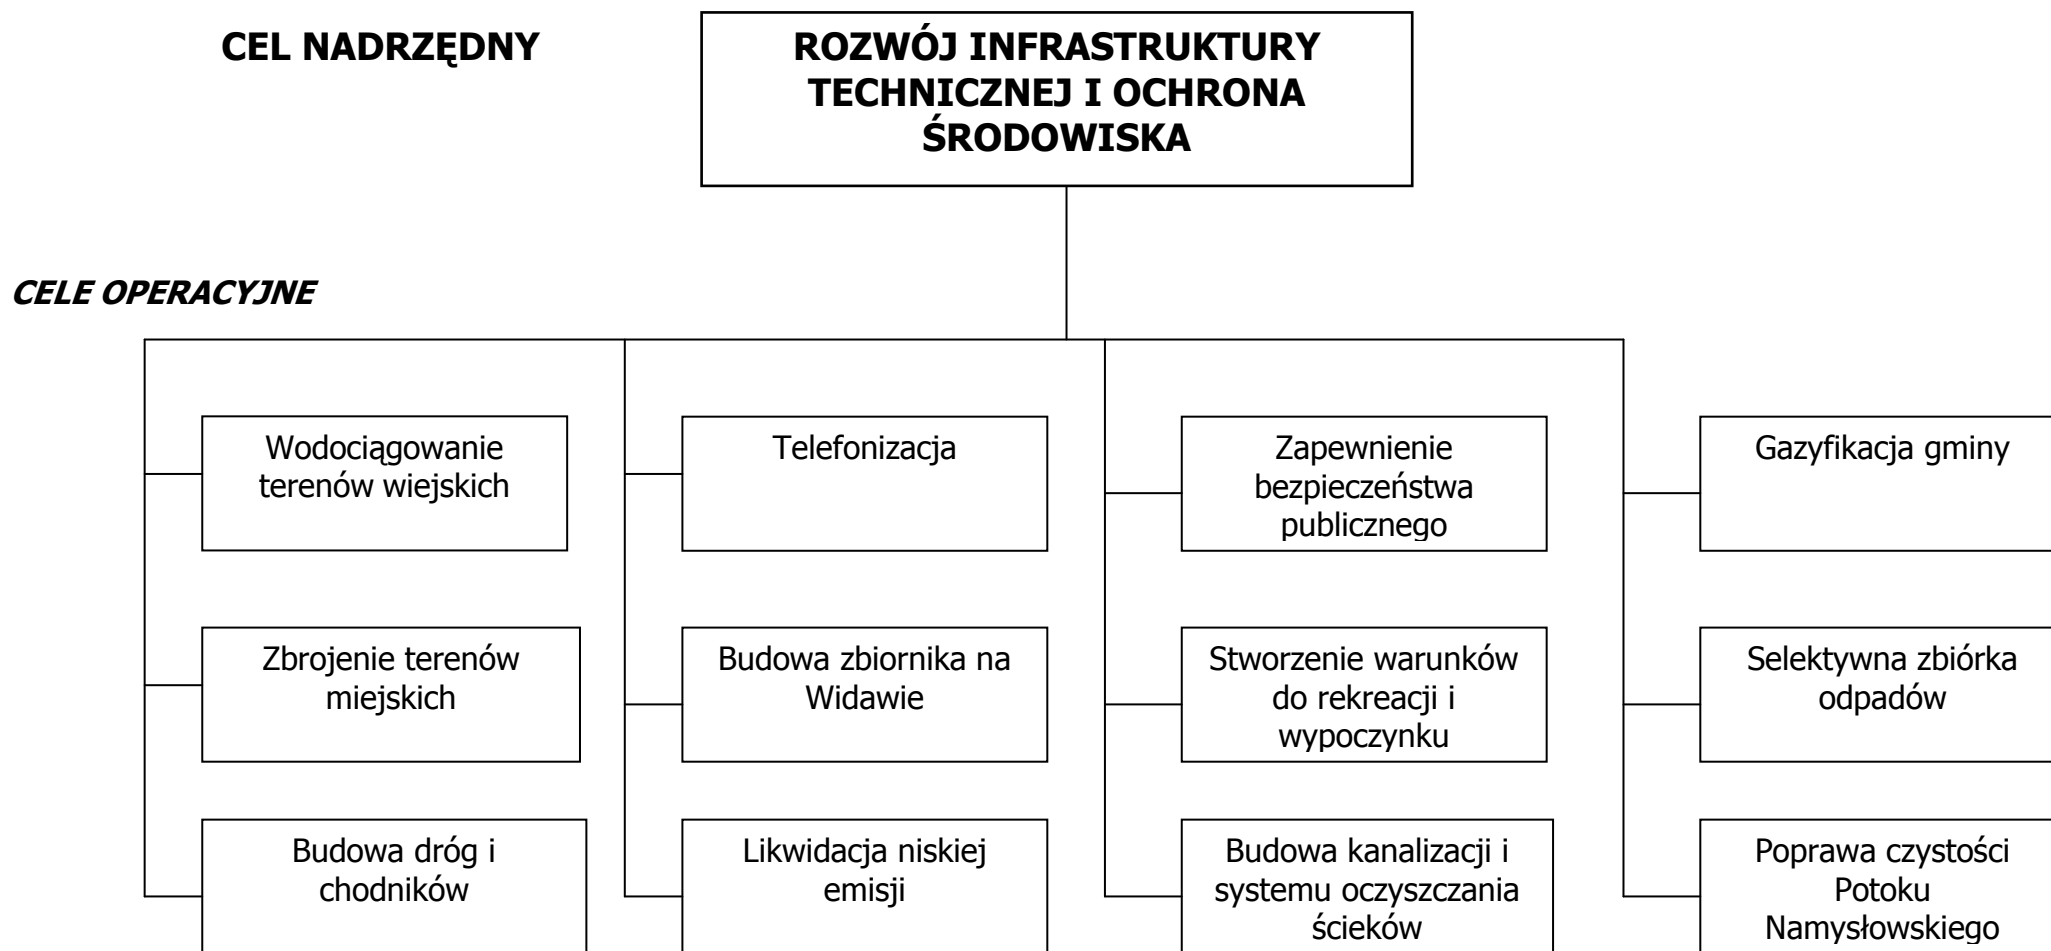 CEL NADRZĘDNY
ROZWÓJ INFRASTRUKTURY
TECHNICZNEJ I OCHRONA
ŚRODOWISKA
CELE OPERACYJNE
Wodociągowanie
terenów wiejskich
Telefonizacja
Zapewnienie
bezpieczeństwa
publicznego
Gazyfikacja gminy
Zbrojenie terenów
miejskich
Budowa zbiornika na
Widawie
Stworzenie warunków
do rekreacji i
wypoczynku
Selektywna zbiórka
odpadów
Budowa dróg i
chodników
Likwidacja niskiej
emisji
Budowa kanalizacji i
systemu oczyszczania
ścieków
Poprawa czystości
Potoku
Namysłowskiego